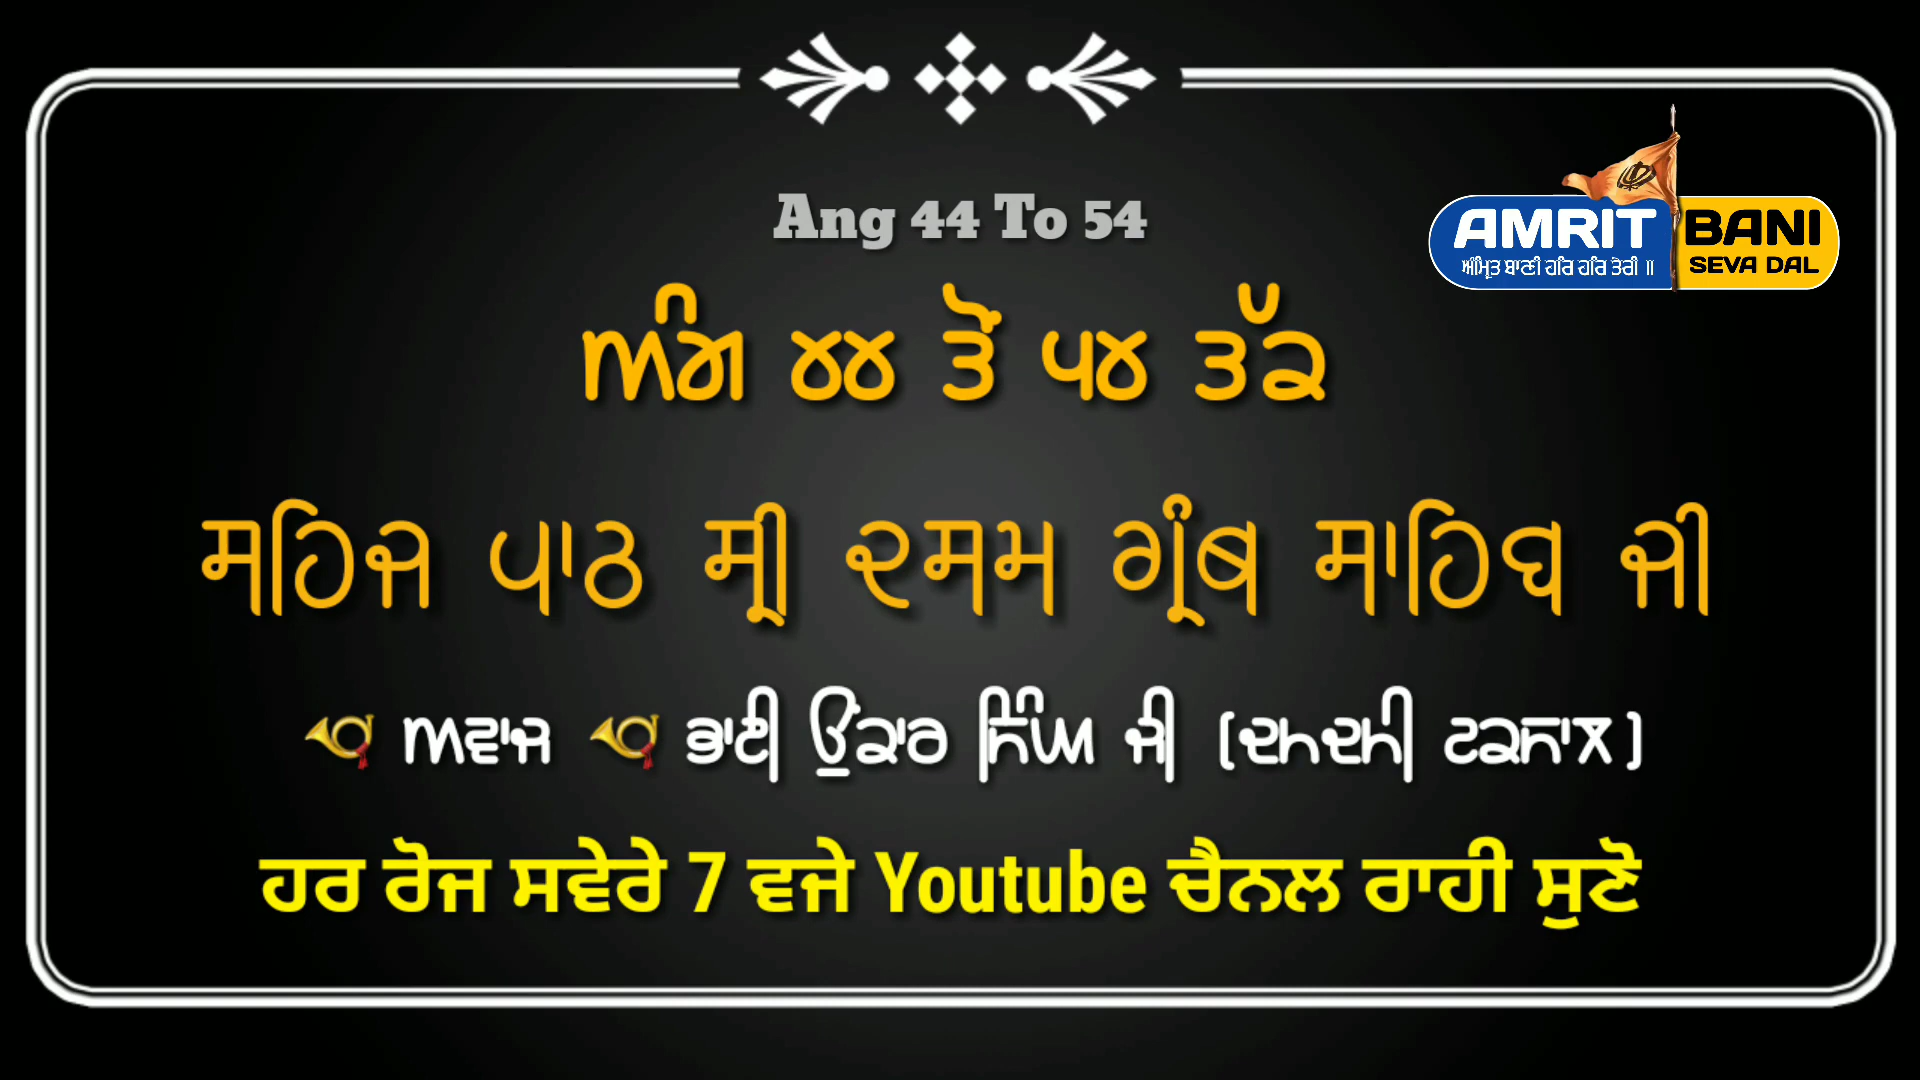 Ang 44 To 54
AMRIT BANI
ਅੰਮ੍ਰਿਤ ਬਾਣੀ ਹਰਿ ਹਰਿ ਤੇਰੀ ॥ SEVA DAL
ਅੰਗ ੪੪ ਤੋਂ ੫੪ ਤੱਕ
ਸਹਿਜ ਪਾਠ ਸ੍ਰੀ ਦਸਮ ਗ੍ਰੰਥ ਸਾਹਿਬ ਜੀ
ਅਵਾਜ ਭਾਈ ਉਂਕਾਰ ਸਿੰਘ ਜੀ (ਦਮਦਮੀ ਟਕਸਾਲ)
ਹਰ ਰੋਜ ਸਵੇਰੇ 7 ਵਜੇ Youtube ਚੈਨਲ ਰਾਹੀ ਸੁਣੋ